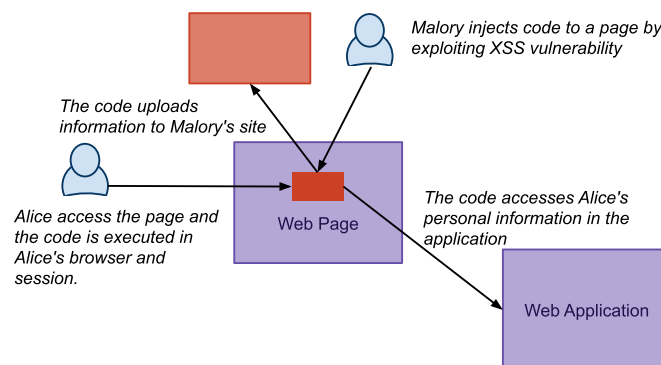 Malory injects code to a page by
exploiting XSS vulnerability
The code uploads
information to Malory's site
Alice access the page and
the code is executed in
Alice's browser and
session.
Web Page
The code accesses Alice's
personal information in the
application
Web Application